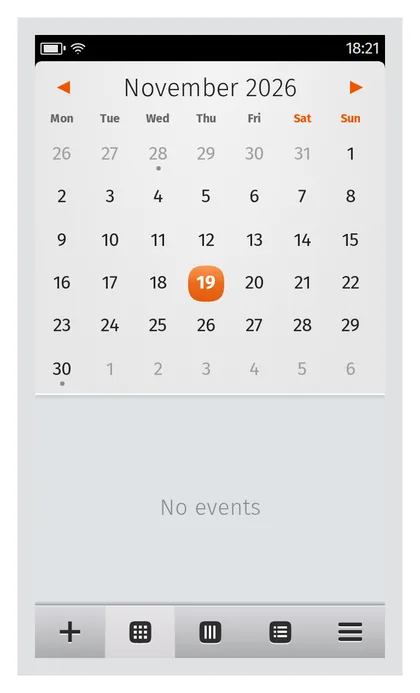 18:21
November 2026
Mon Tue Wed Thu Fri Sat Sun
26 27 28 29 30 31 1
2 3 4 5 6 7 8
9 10 11 12 13 14 15
16 17 18 19 20 21 22
23 24 25 26 27 28 29
30 1 2 3 4 5 6
No events